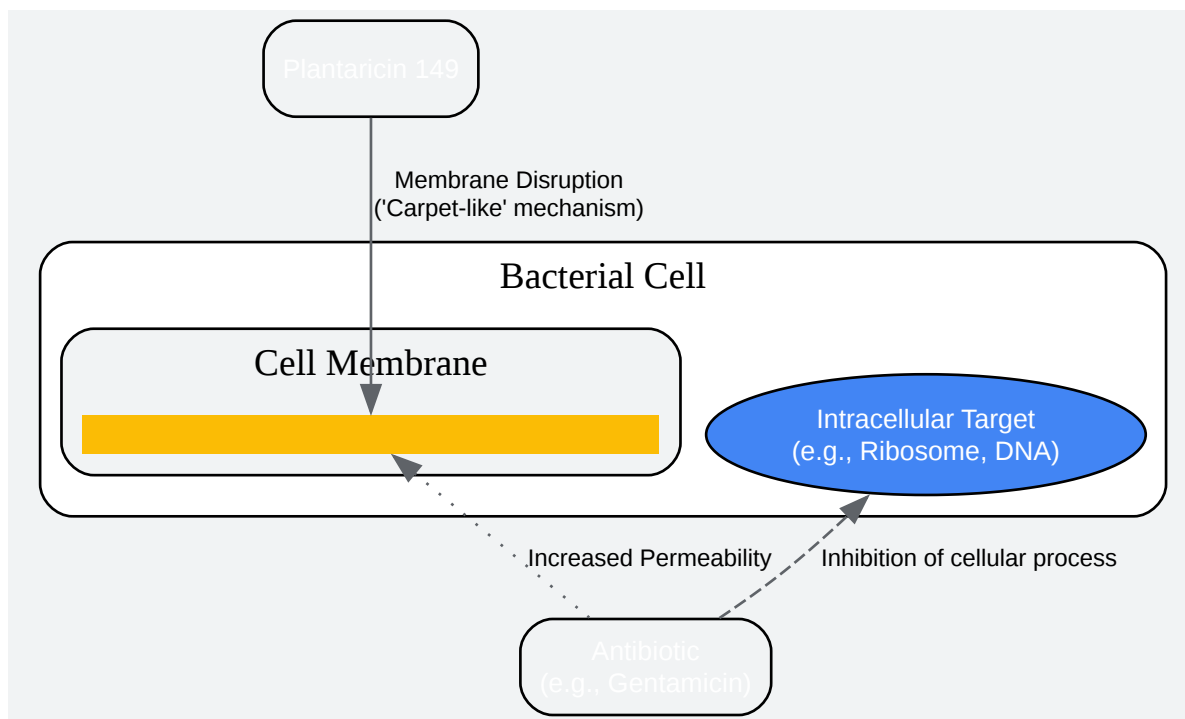 Plantaricin 149
Membrane Disruption
('Carpet-like' mechanism)
Bacterial Cell
Cell Membrane
Intracellular Target
(e.g., Ribosome, DNA)
Increased Permeability
Inhibition of cellular process
Antibiotic
(e.g., Gentamicin)